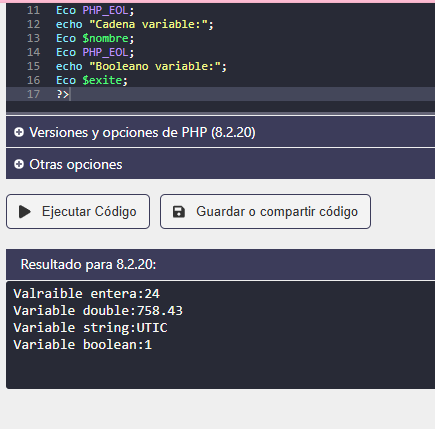 11 Eco PHP_EOL;
12 echo "Cadena variable:";
13 Eco $nombre;
14 Eco PHP_EOL;
15 echo "Booleano variable:";
16 Eco $exite;
17 ?>
Versiones y opciones de PHP (8.2.20)
Otras opciones
Ejecutar Código
Guardar o compartir código
Resultado para 8.2.20:
Valraible entera:24
Variable double:758.43
Variable string:UTIC
Variable boolean:1